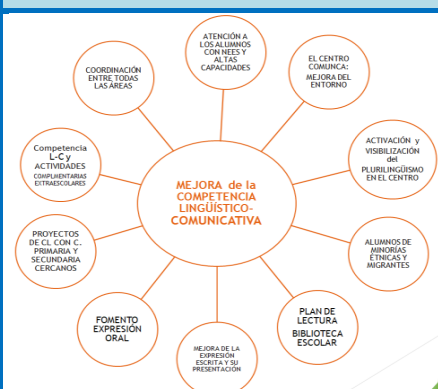 ATENCIÓN A
LOS ALUMNOS
CON NEES Y
ALTAS
CAPACIDADES
EL CENTRO
COMUNCA:
MEJORA DEL
ENTORNO
ACTIVACIÓN y
VISIBILIZACIÓN
del
PLURILINGÜISMO
EN EL CENTRO
ALUMNOS DE
MINORÍAS
ÉTNICAS Y
MIGRANTES
PLAN DE
LECTURA
BIBLIOTECA
ESCOLAR
MEJORA DE LA
EXPRESIÓN
ESCRITA Y SU
PRESENTACIÓN
FOMENTO
EXPRESIÓN
ORAL
PROYECTOS
DE CL CON C.
PRIMARIA Y
SECUNDARIA
CERCANOS
Competencia
L-C y
ACTIVIDADES
COMPLIMENTARIAS
EXTRAESCOLARES
COORDINACIÓN
ENTRE TODAS
LAS ÁREAS
MEJORA de la
COMPETENCIA
LINGÜÍSTICO-
COMUNICATIVA